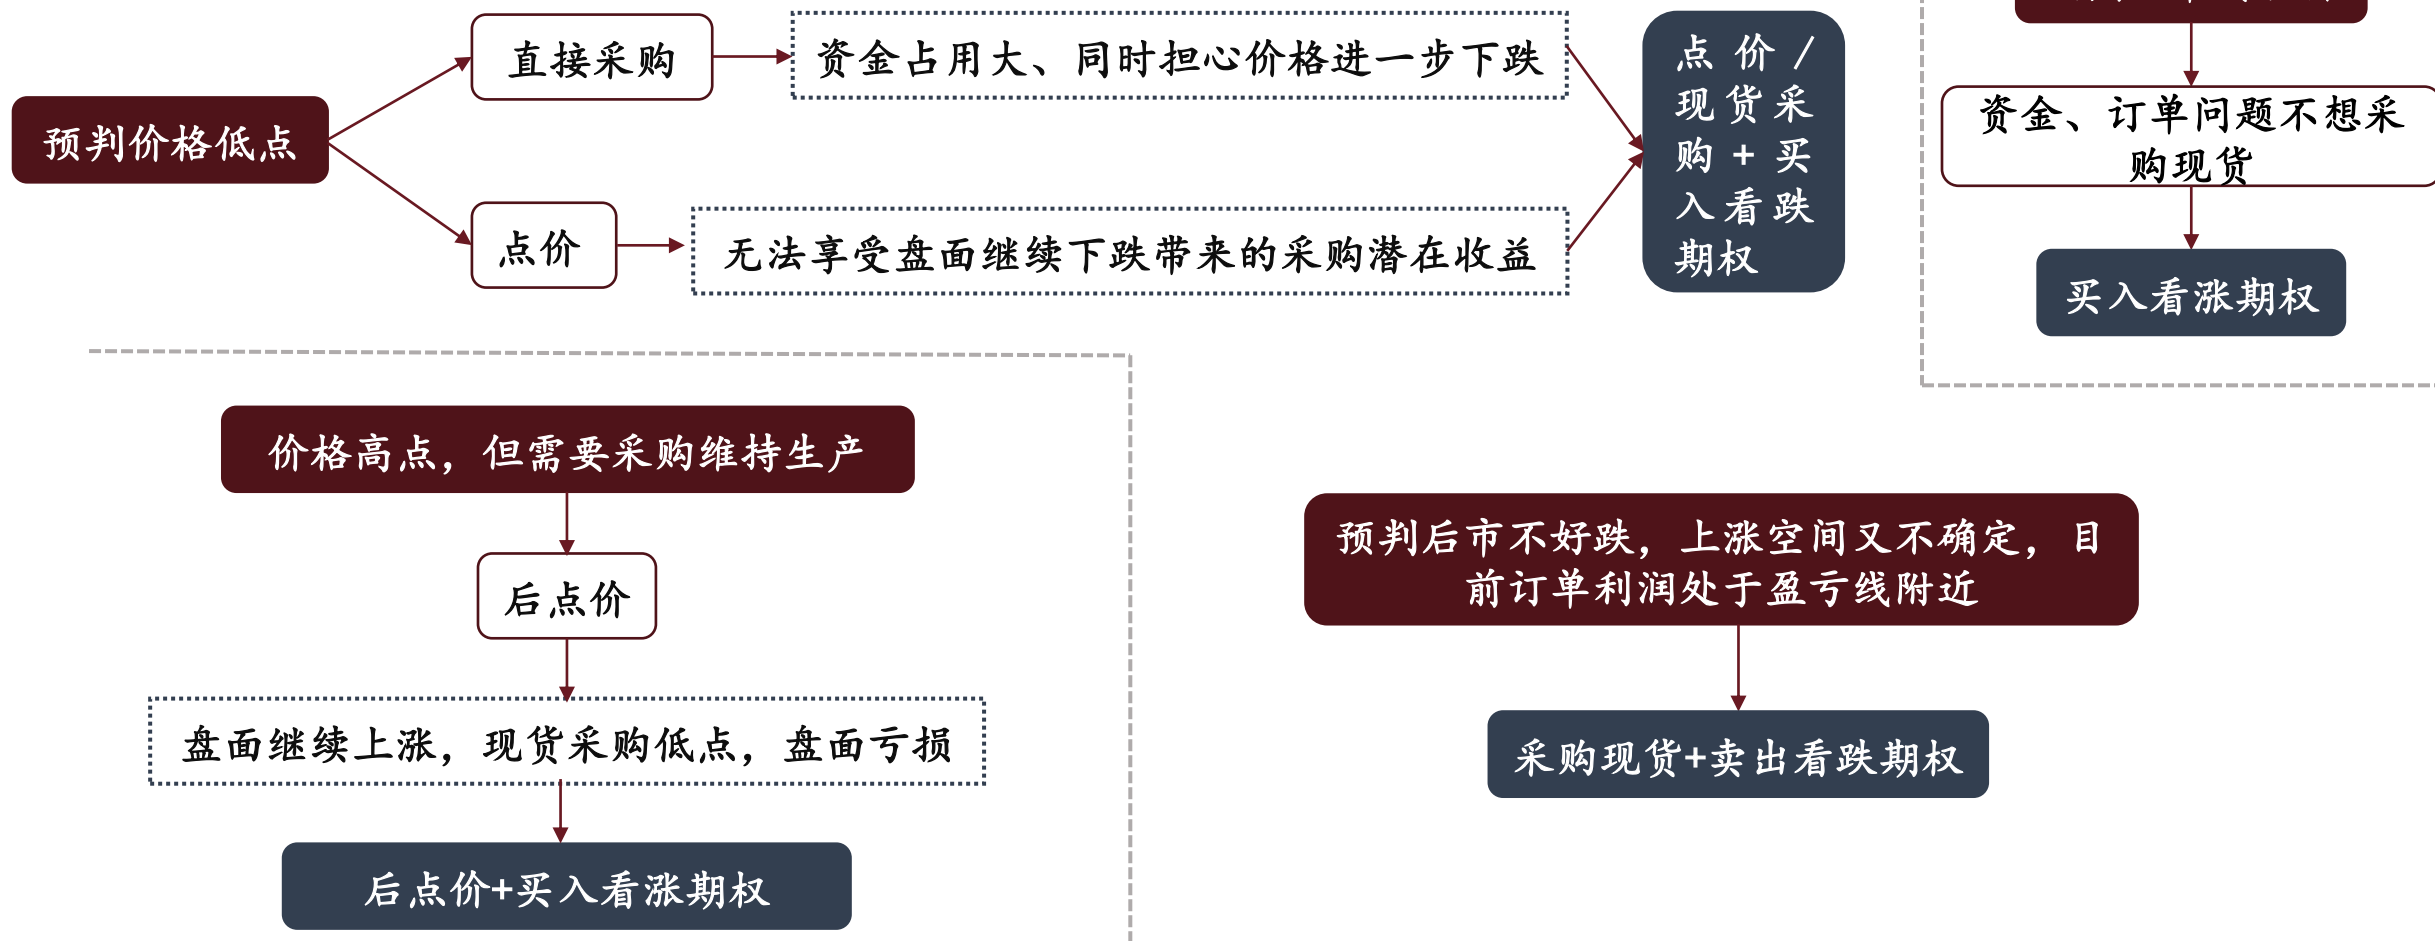 直接采购
资金占用大、同时担心价格进一步下跌
预判价格低点
点价
无法享受盘面继续下跌带来的采购潜在收益
点价/
现货采
购+买
入看跌
期权
资金、订单问题不想采
购现货
买入看涨期权
价格高点，但需要采购维持生产
后点价
盘面继续上涨，现货采购低点，盘面亏损
后点价+买入看涨期权
预判后市不好跌，上涨空间又不确定，目
前订单利润处于盈亏线附近
采购现货+卖出看跌期权